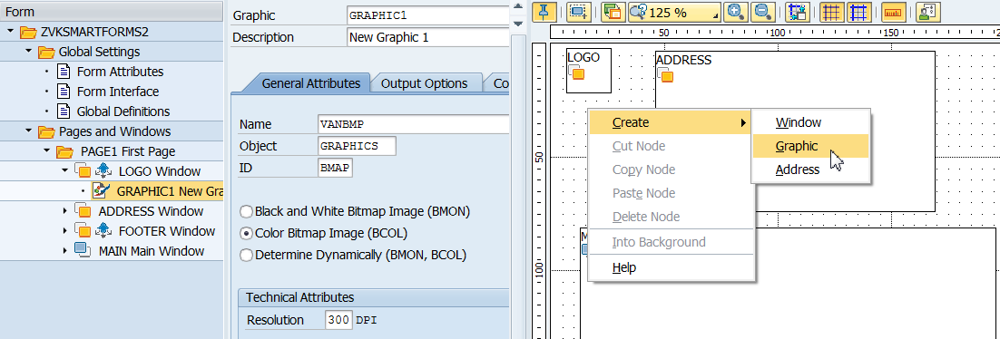 Form
ZVKSMARTFORMS2
Global Settings
Form Attributes
Form Interface
Global Definitions
Pages and Windows
PAGE1 First Page
LOGO Window
GRAPHIC1 New Gra
ADDRESS Window
FOOTER Window
MAIN Main Window
Graphic GRAPHIC1
Description New Graphic 1
General Attributes Output Options Co
Name VANBMP
Object GRAPHICS
ID BMAP
Black and White Bitmap Image (BMON)
Color Bitmap Image (BCOL)
Determine Dynamically (BMON, BCOL)
Technical Attributes
Resolution 300 DPI
125 %
50 100 150
50
100
LOGO
ADDRESS
M
Create
Cut Node
Copy Node
Paste Node
Delete Node
Into Background
Help
Window
Graphic
Address